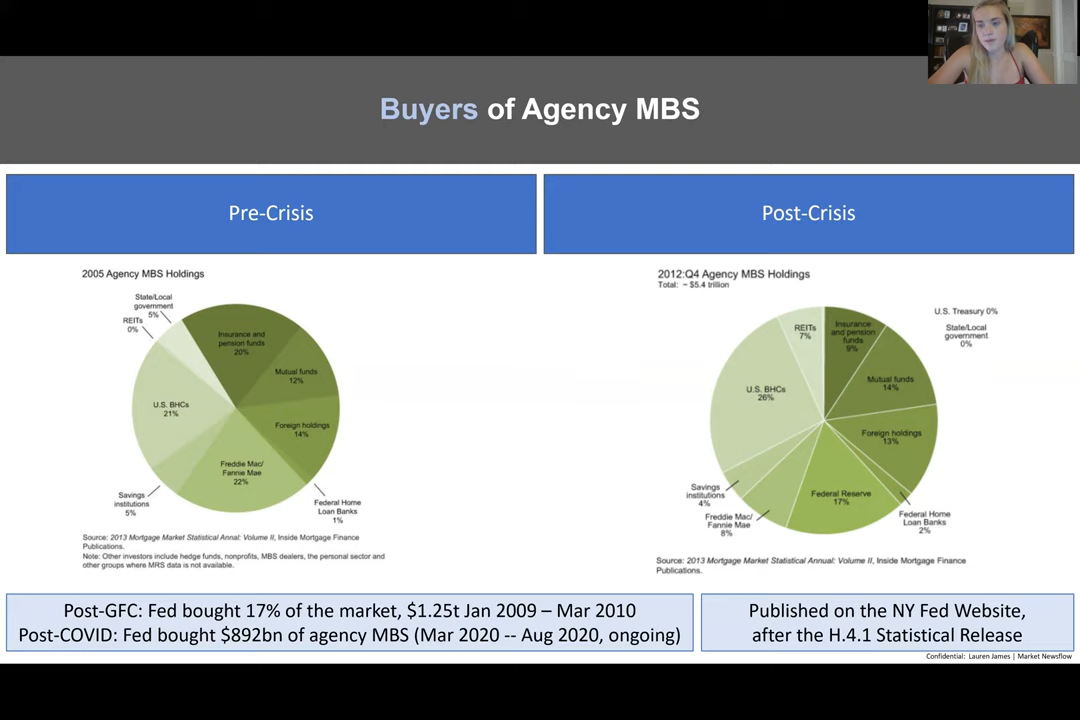 Buyers of Agency MBS
Pre-Crisis
Post-Crisis
2005 Agency MBS Holdings
State/Local
government
5%
REITs
0%
Insurance and
pension funds
20%
Mutual funds
12%
U.S. BHCs
21%
Foreign holdings
14%
Freddie Mac/
Fannie Mae
22%
Savings
institutions
5%
Federal Home
Loan Banks
1%
Source: 2013 Mortgage Market Statistical Annal: Volume II, Inside Mortgage Finance
Publications.
Note: Other investors include hedge funds, nonprofits, MBS dealers, the personal sector and
other groups where MRS data is not available.
2012:Q4 Agency MBS Holdings
Total: ~ $5.4 trillion
U.S. Treasury 0%
State/Local
government
0%
REITs
7%
Insurance
and pension
funds
9%
Mutual funds
14%
U.S. BHCs
26%
Foreign holdings
13%
Federal Reserve
17%
Savings
institutions
4%
Freddie Mac/
Fannie Mae
8%
Federal Home
Loan Banks
2%
Source: 2013 Mortgage Market Statistical Annual: Volume II, Inside Mortgage Finance
Publications.
Post-GFC: Fed bought 17% of the market, $1.25t Jan 2009 – Mar 2010
Post-COVID: Fed bought $892bn of agency MBS (Mar 2020 -- Aug 2020, ongoing)
Published on the NY Fed Website,
after the H.4.1 Statistical Release
Confidential: Lauren James | Market Newsflow